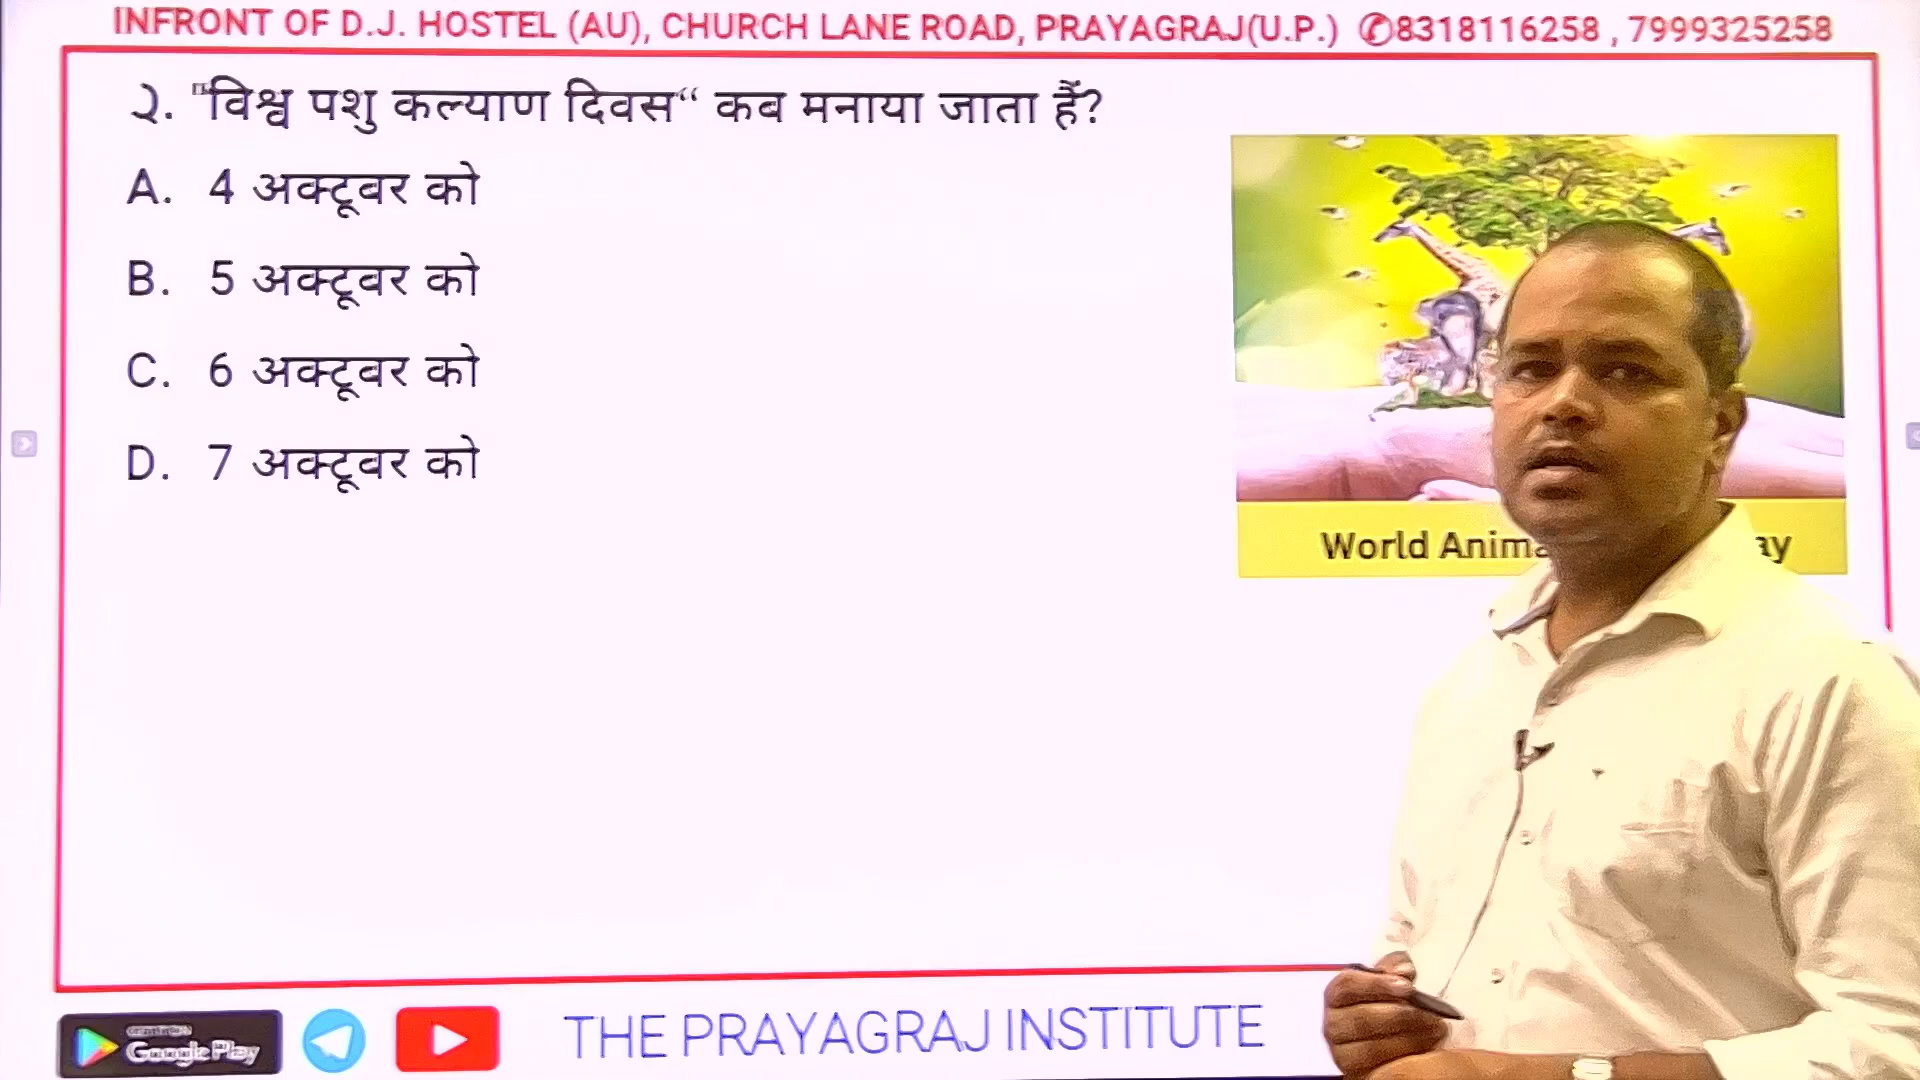 INFRONT OF D.J. HOSTEL (AU), CHURCH LANE ROAD, PRAYAGRAJ(U.P.) ✆8318116258 , 7999325258
२. "विश्व पशु कल्याण दिवस“ कब मनाया जाता हैं?
A. 4 अक्टूबर को
B. 5 अक्टूबर को
C. 6 अक्टूबर को
D. 7 अक्टूबर को
World Anima ay
Google Play
THE PRAYAGRAJ INSTITUTE